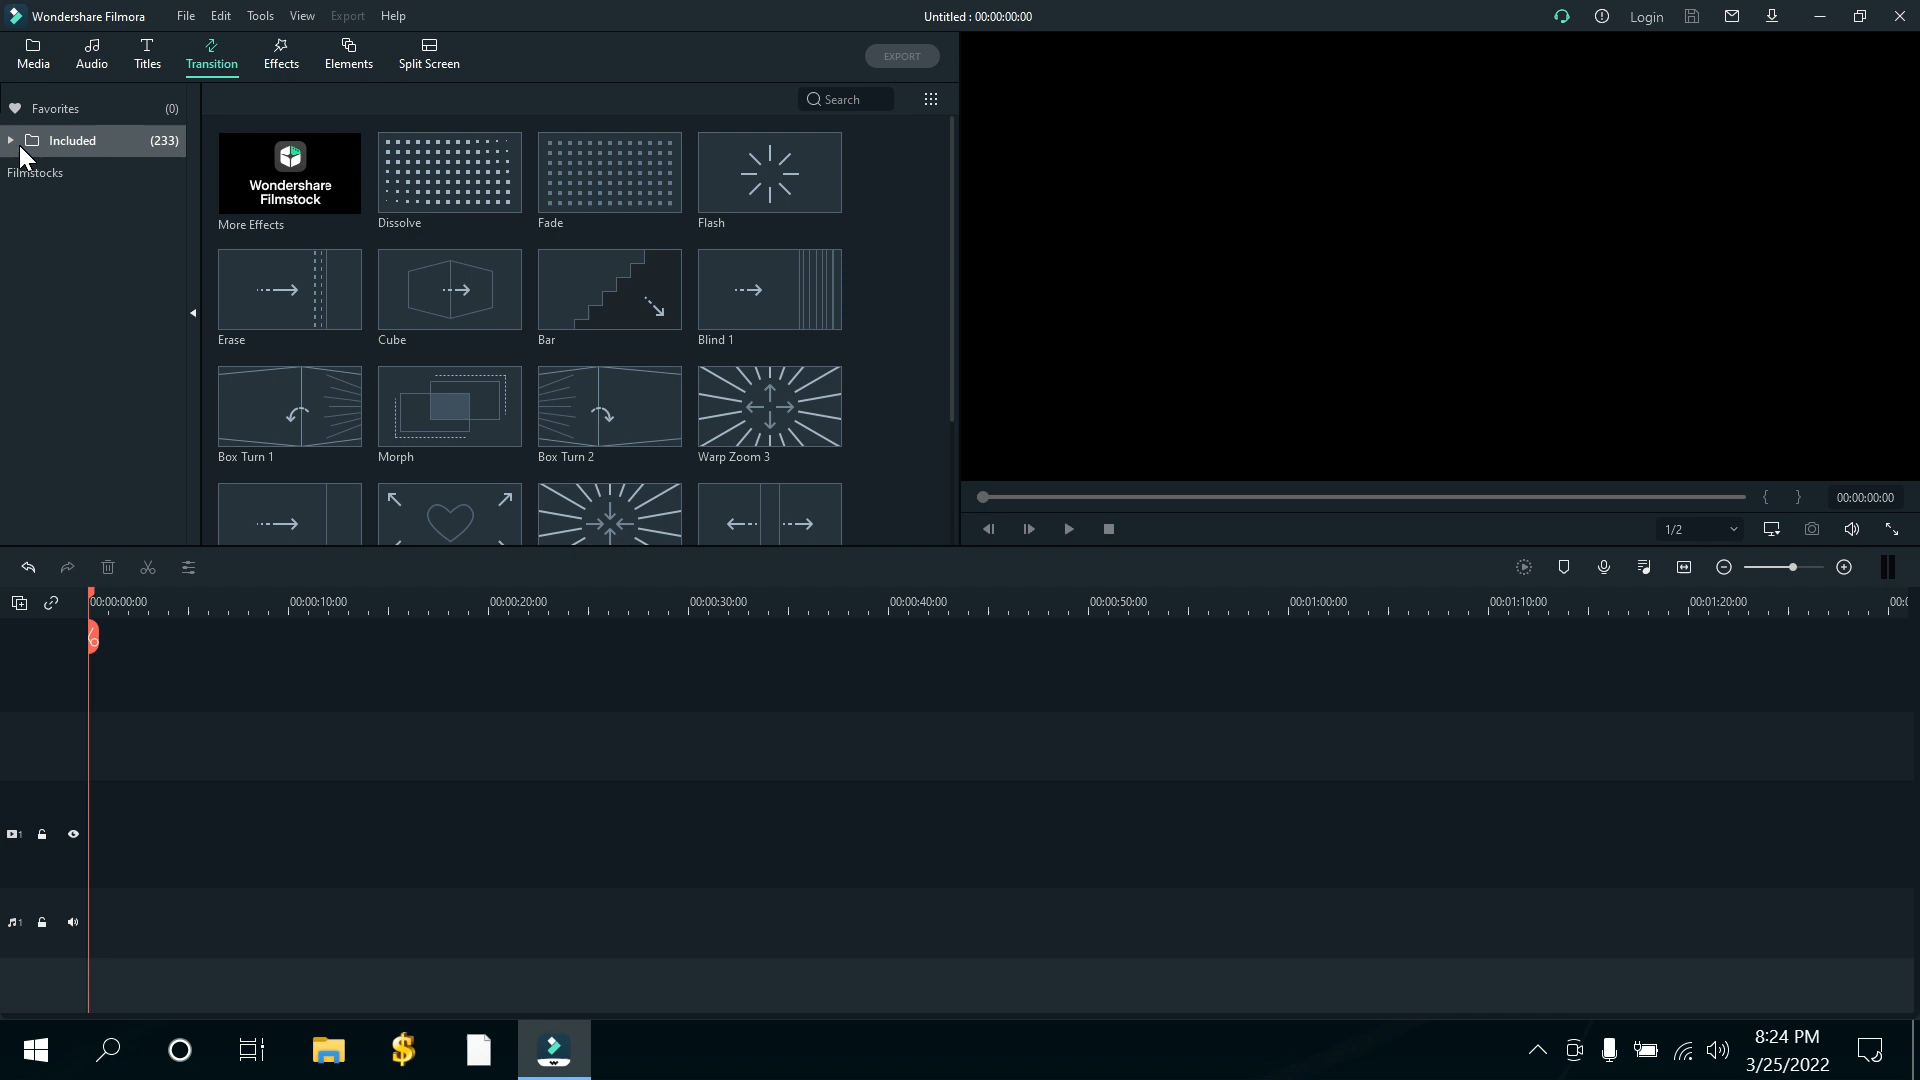 Wondershare Filmora File Edit Tools View Export Help Untitled : 00:00:00:00 Login
Media Audio Titles Transition Effects Elements Split Screen EXPORT
Favorites (0) Search
Included (233)
Filmstocks
Wondershare
Filmstock
More Effects Dissolve Fade Flash
Erase Cube Bar Blind 1
Box Turn 1 Morph Box Turn 2 Warp Zoom 3
{ } 00:00:00:00
1/2
00:00:00:00 00:00:10:00 00:00:20:00 00:00:30:00 00:00:40:00 00:00:50:00 00:01:00:00 00:01:10:00 00:01:20:00
1
1
8:24 PM
3/25/2022